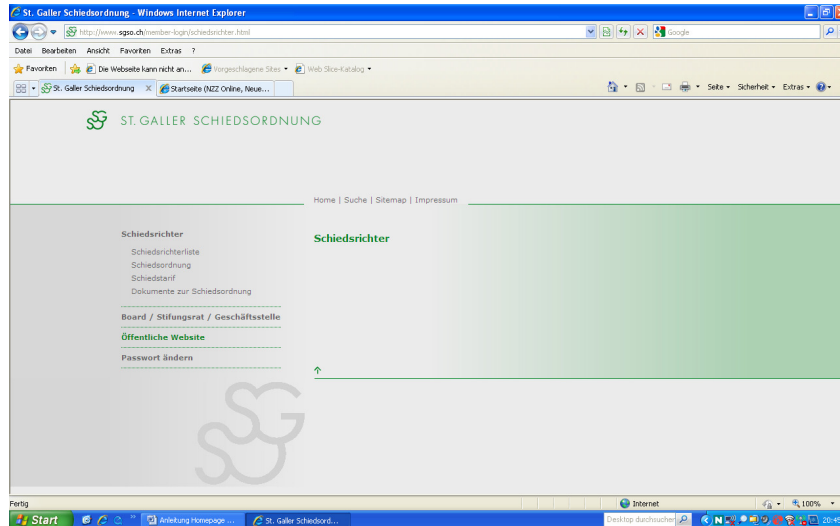 St. Galler Schiedsordnung - Windows Internet Explorer
http://www.sgso.ch/member-login/schiedsrichter.html
Google
Datei Bearbeiten Ansicht Favoriten Extras ?
Favoriten Die Webseite kann nicht an... Vorgeschlagene Sites Web Slice-Katalog
St. Galler Schiedsordnung X Startseite (NZZ Online, Neue... Seite Sicherheit Extras
ST. GALLER SCHIEDSORDNUNG
Home | Suche | Sitemap | Impressum
Schiedsrichter
Schiedsrichterliste
Schiedsordnung
Schiedstarif
Dokumente zur Schiedsordnung
Board / Stifungsrat / Geschäftsstelle
Öffentliche Website
Passwort ändern
Schiedsrichter
SSG
Fertig Internet 100%
Start Anleitung Homepage ... St. Galler Schiedsord... Desktop durchsuchen